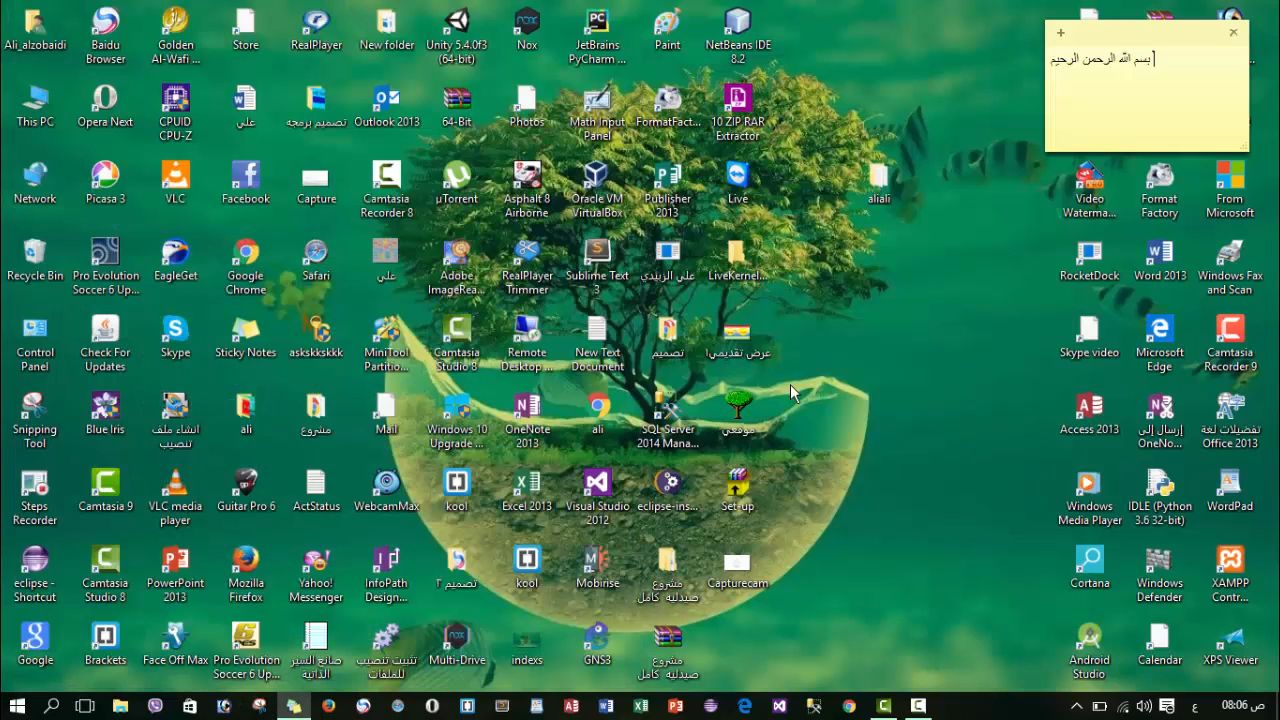 Ali_alzobaidi
Baidu Browser
Golden Al-Wafi ...
Store
RealPlayer
New folder
Unity 5.4.0f3 (64-bit)
Nox
JetBrains PyCharm ...
Paint
NetBeans IDE 8.2
+
×
بسم الله الرحمن الرحيم
This PC
Opera Next
CPUID CPU-Z
علي
تصميم برمجه
Outlook 2013
64-Bit
Photos
Math Input Panel
FormatFact...
10 ZIP,RAR Extractor
Network
Picasa 3
VLC
Facebook
Capture
Camtasia Recorder 8
µTorrent
Asphalt 8 Airborne
Oracle VM VirtualBox
Publisher 2013
Live
aliali
Video Waterma...
Format Factory
From Microsoft
Recycle Bin
Pro Evolution Soccer 6 Up...
EagleGet
Google Chrome
Safari
علي
Adobe ImageRea...
RealPlayer Trimmer
Sublime Text 3
علي الزبيدي
LiveKernel...
RocketDock
Word 2013
Windows Fax and Scan
Control Panel
Check For Updates
Skype
Sticky Notes
askskkskkk
MiniTool Partitio...
Camtasia Studio 8
Remote Desktop ...
New Text Document
تصميم
عرض تقديمي1
Skype video
Microsoft Edge
Camtasia Recorder 9
Snipping Tool
Blue Iris
انشاء ملف تنصيب
ali
مشروع
Mail
Windows 10 Upgrade ...
OneNote 2013
ali
SQL Server 2014 Mana...
موقعي
Access 2013
إرسال إلى OneNo...
تفضيلات لغة Office 2013
Steps Recorder
Camtasia 9
VLC media player
Guitar Pro 6
ActStatus
WebcamMax
kool
Excel 2013
Visual Studio 2012
eclipse-ins...
Set-up
Windows Media Player
IDLE (Python 3.6 32-bit)
WordPad
eclipse - Shortcut
Camtasia Studio 8
PowerPoint 2013
Mozilla Firefox
Yahoo! Messenger
InfoPath Design...
تصميم ٢
kool
Mobirise
مشروع صيدليه كامل
Capturecam
Cortana
Windows Defender
XAMPP Contr...
Google
Brackets
Face Off Max
Pro Evolution Soccer 6 Up...
صانع السير الذاتية
تثبيت تنصيب للملفات
Multi-Drive
indexs
GNS3
مشروع صيدليه كامل
Android Studio
Calendar
XPS Viewer
ع
08:06 ص